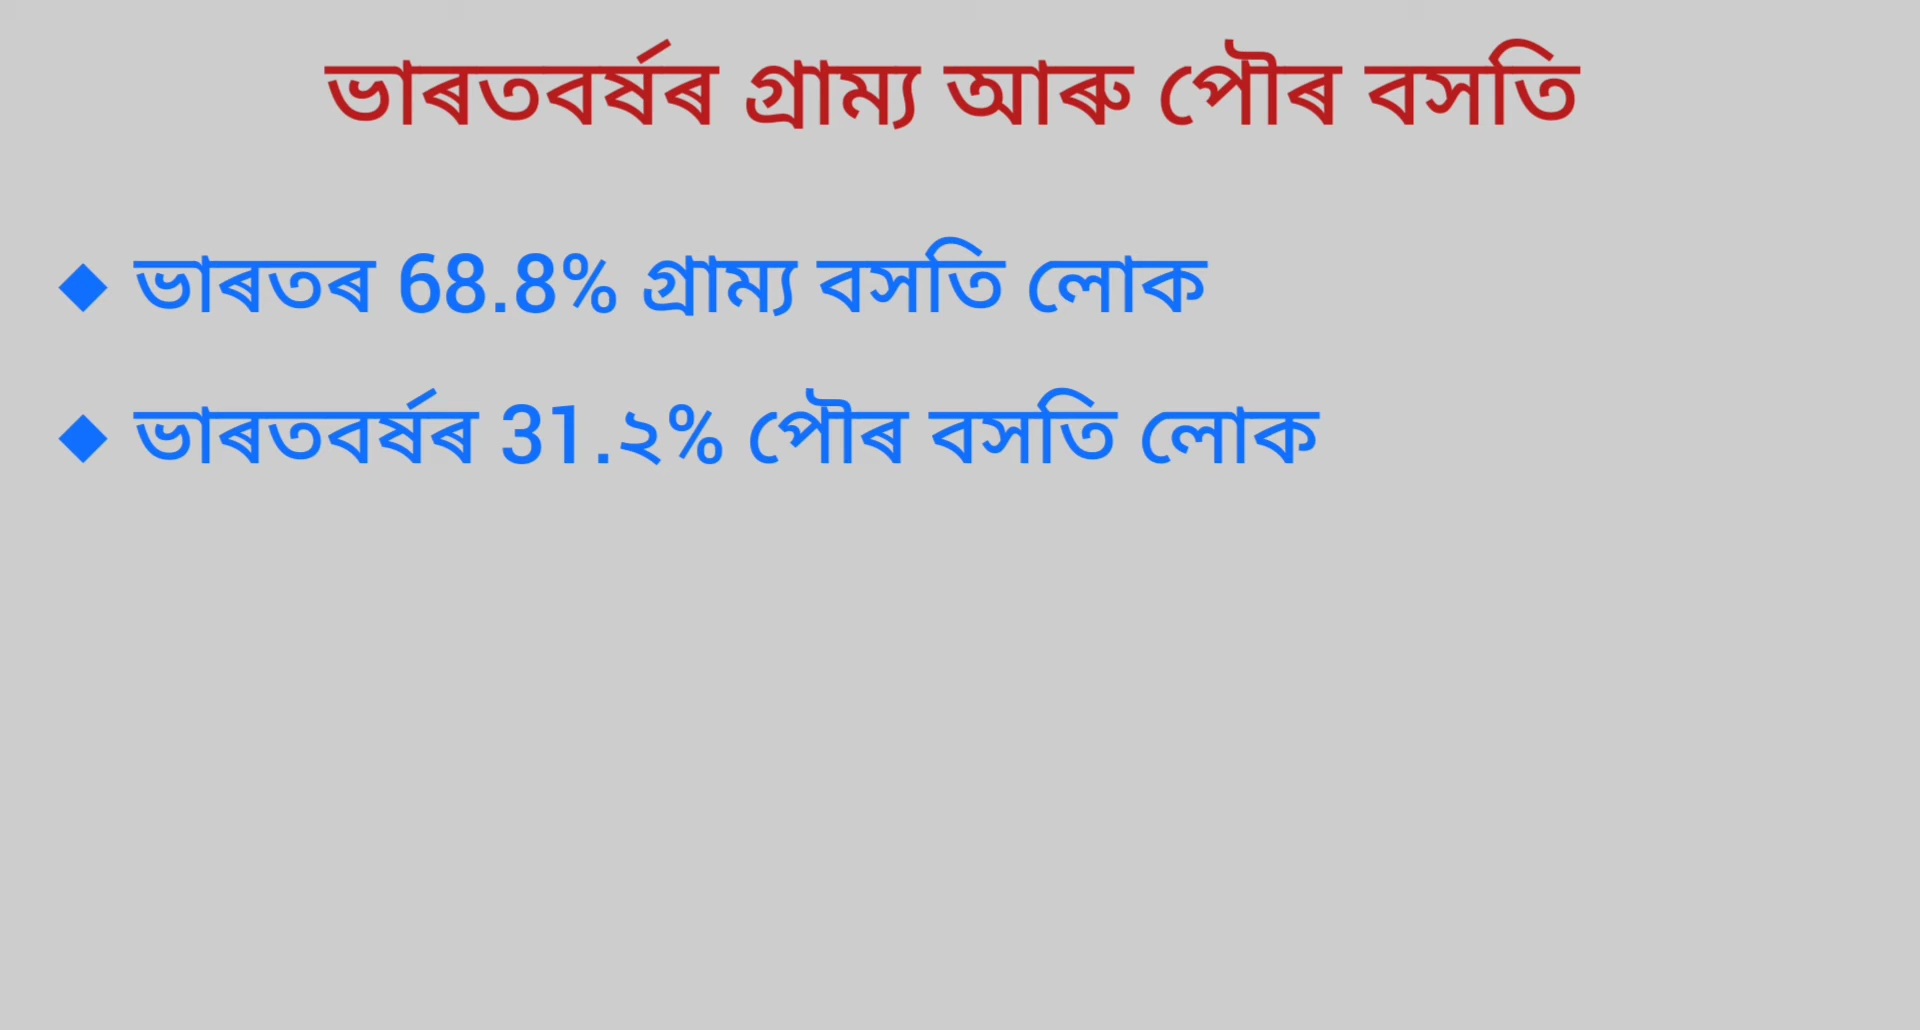 ভাৰতবৰ্ষৰ গ্ৰাম্য আৰু পৌৰ বসতি
◆ ভাৰতৰ 68.8% গ্ৰাম্য বসতি লোক
◆ ভাৰতবৰ্ষৰ 31.২% পৌৰ বসতি লোক